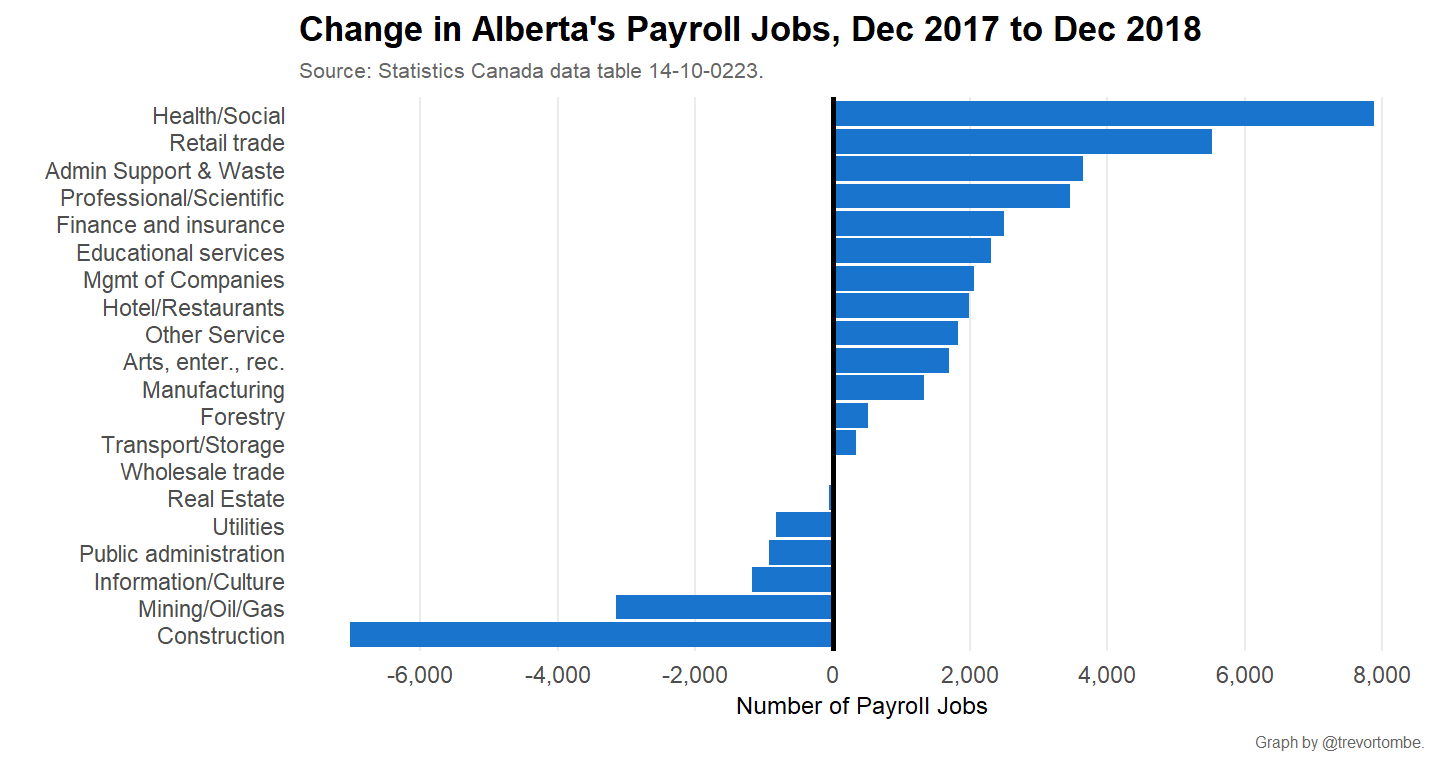 Change in Alberta's Payroll Jobs, Dec 2017 to Dec 2018
Source: Statistics Canada data table 14-10-0223.
Health/Social
Retail trade
Admin Support & Waste
Professional/Scientific
Finance and insurance
Educational services
Mgmt of Companies
Hotel/Restaurants
Other Service
Arts, enter., rec.
Manufacturing
Forestry
Transport/Storage
Wholesale trade
Real Estate
Utilities
Public administration
Information/Culture
Mining/Oil/Gas
Construction
-6,000 -4,000 -2,000 0 2,000 4,000 6,000 8,000
Number of Payroll Jobs
Graph by @trevortombe.